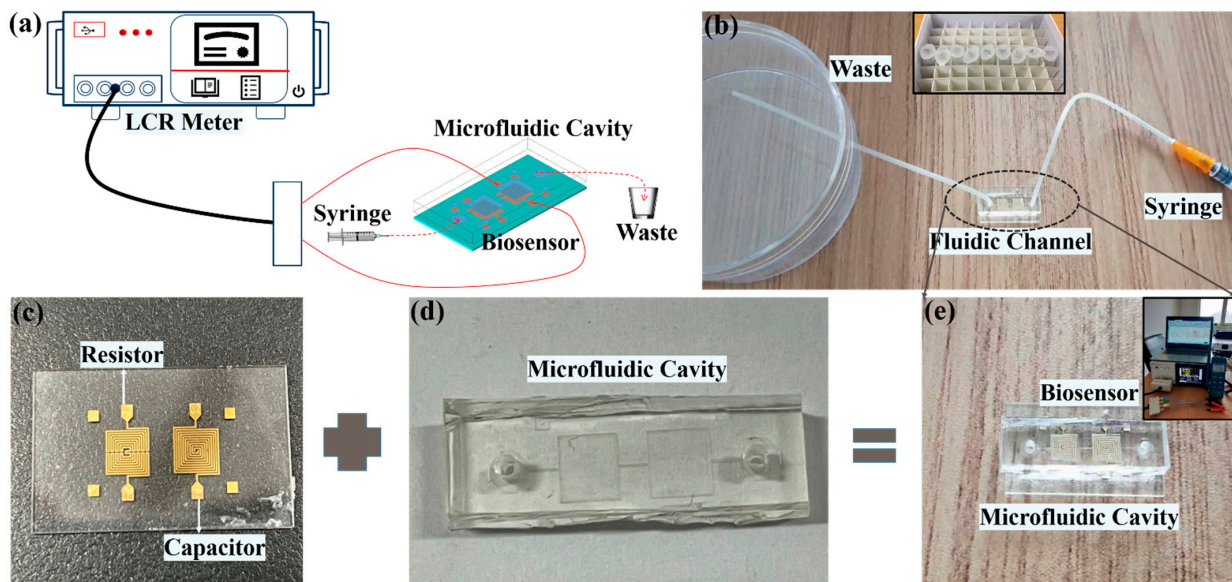 (a)
LCR Meter
Microfluidic Cavity
Syringe
Biosensor
Waste
(b)
Waste
Syringe
Fluidic Channel
(c)
Resistor
Capacitor
(d)
Microfluidic Cavity
(e)
Biosensor
Microfluidic Cavity